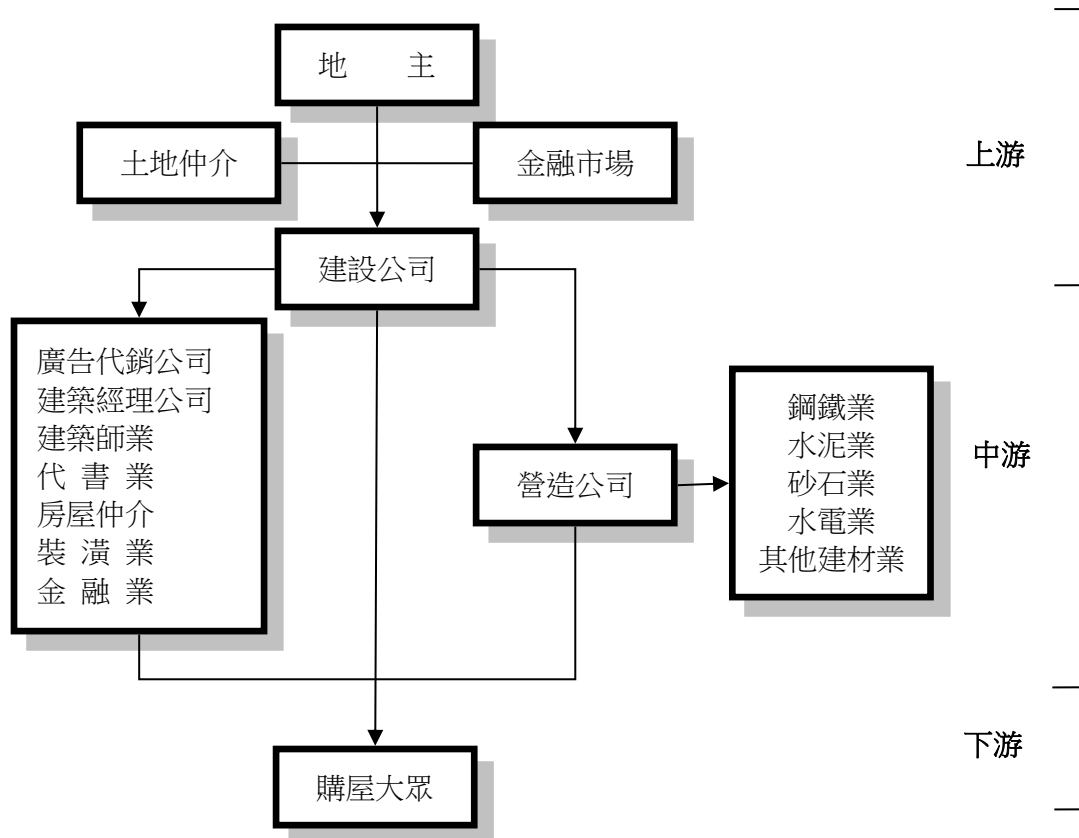 地 主
土地仲介
金融市場
上游
建設公司
廣告代銷公司
建築經理公司
建築師業
代 書 業
房屋仲介
裝 潢 業
金 融 業
營造公司
鋼鐵業
水泥業
砂石業
水電業
其他建材業
中游
購屋大眾
下游